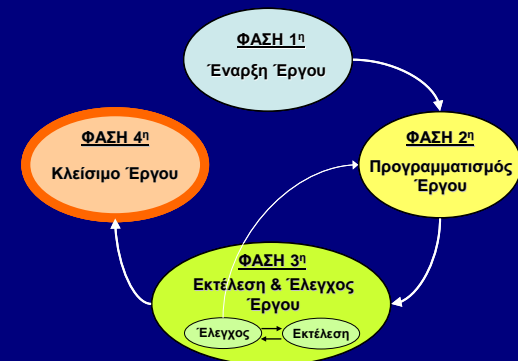 ΦΑΣΗ 1η
Έναρξη Έργου
ΦΑΣΗ 2η
Προγραμματισμός
Έργου
ΦΑΣΗ 3η
Εκτέλεση & Έλεγχος
Έργου
Έλεγχος
Εκτέλεση
ΦΑΣΗ 4η
Κλείσιμο Έργου